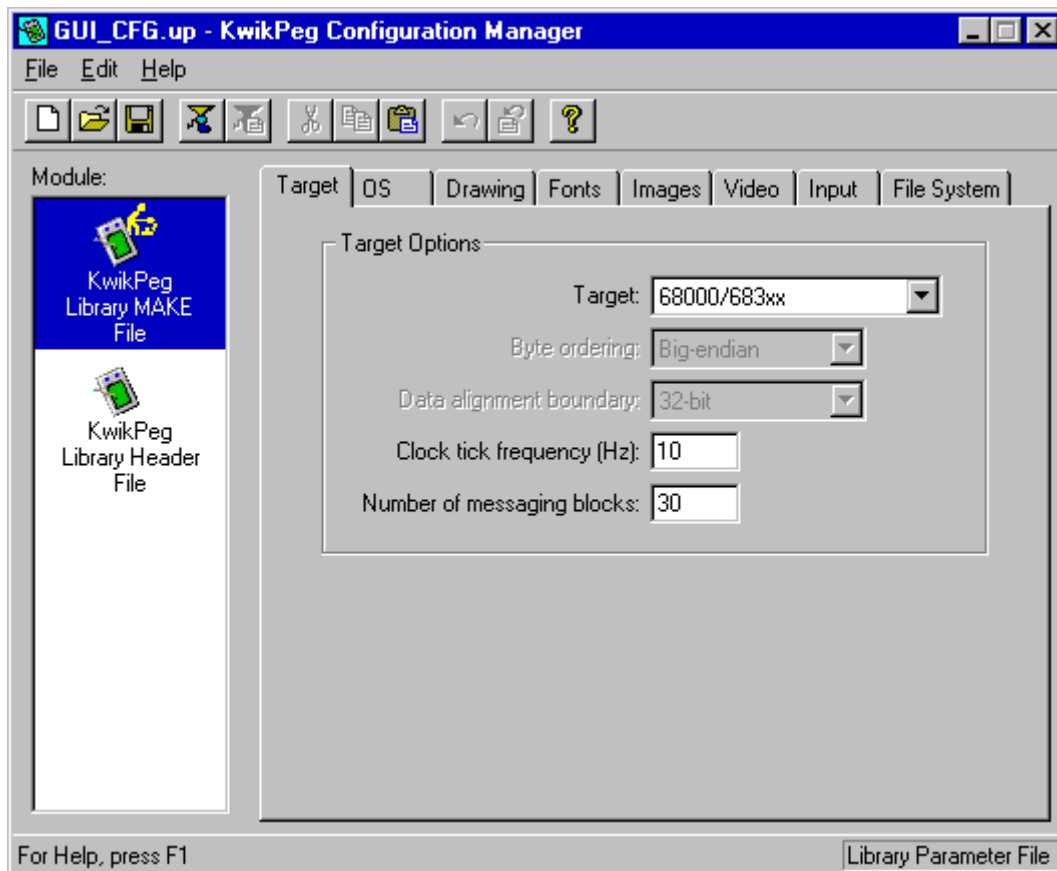 GUI_CFG.up - KwikPeg Configuration Manager
File Edit Help
Module:
KwikPeg
Library MAKE
File
KwikPeg
Library Header
File
Target OS Drawing Fonts Images Video Input File System
Target Options
Target: 68000/683xx
Byte ordering: Big-endian
Data alignment boundary: 32-bit
Clock tick frequency (Hz): 10
Number of messaging blocks: 30
For Help, press F1 Library Parameter File